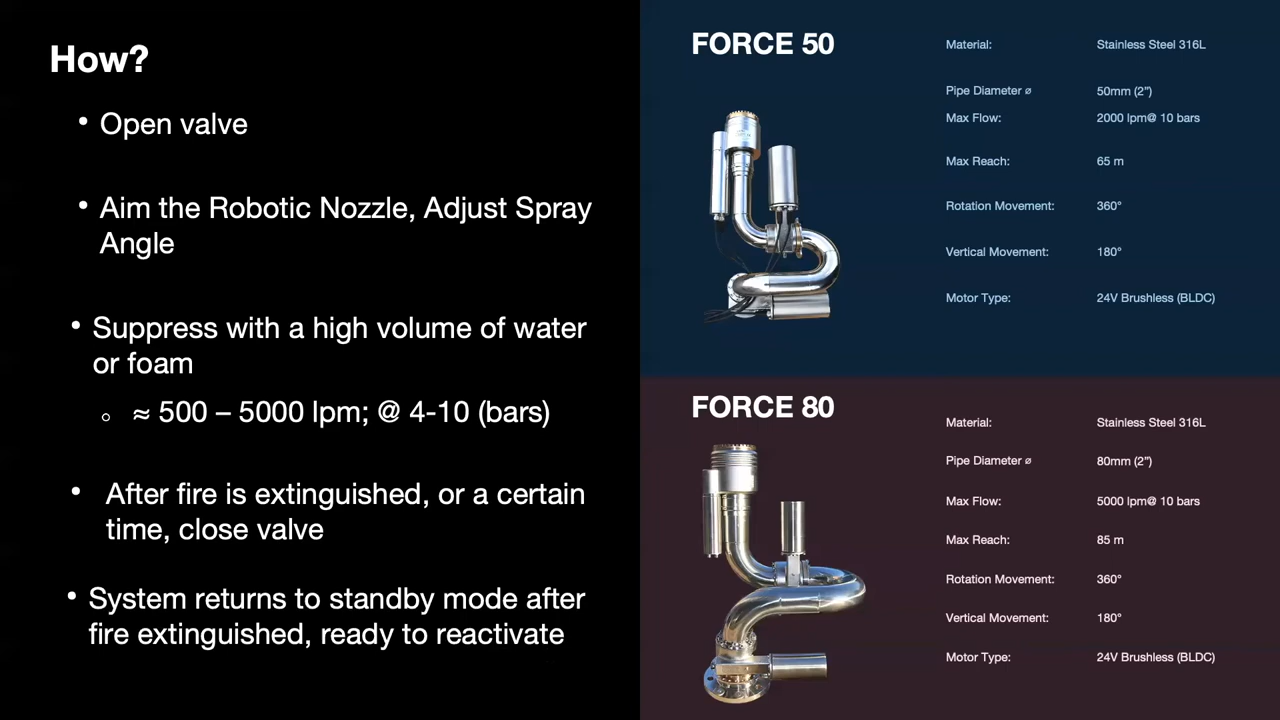 How?
• Open valve
• Aim the Robotic Nozzle, Adjust Spray
Angle
• Suppress with a high volume of water
or foam
○ ≈ 500 – 5000 lpm; @ 4-10 (bars)
• After fire is extinguished, or a certain
time, close valve
• System returns to standby mode after
fire extinguished, ready to reactivate
FORCE 50
Material: Stainless Steel 316L
Pipe Diameter ⌀ 50mm (2”)
Max Flow: 2000 lpm@ 10 bars
Max Reach: 65 m
Rotation Movement: 360°
Vertical Movement: 180°
Motor Type: 24V Brushless (BLDC)
FORCE 80
Material: Stainless Steel 316L
Pipe Diameter ⌀ 80mm (2”)
Max Flow: 5000 lpm@ 10 bars
Max Reach: 85 m
Rotation Movement: 360°
Vertical Movement: 180°
Motor Type: 24V Brushless (BLDC)